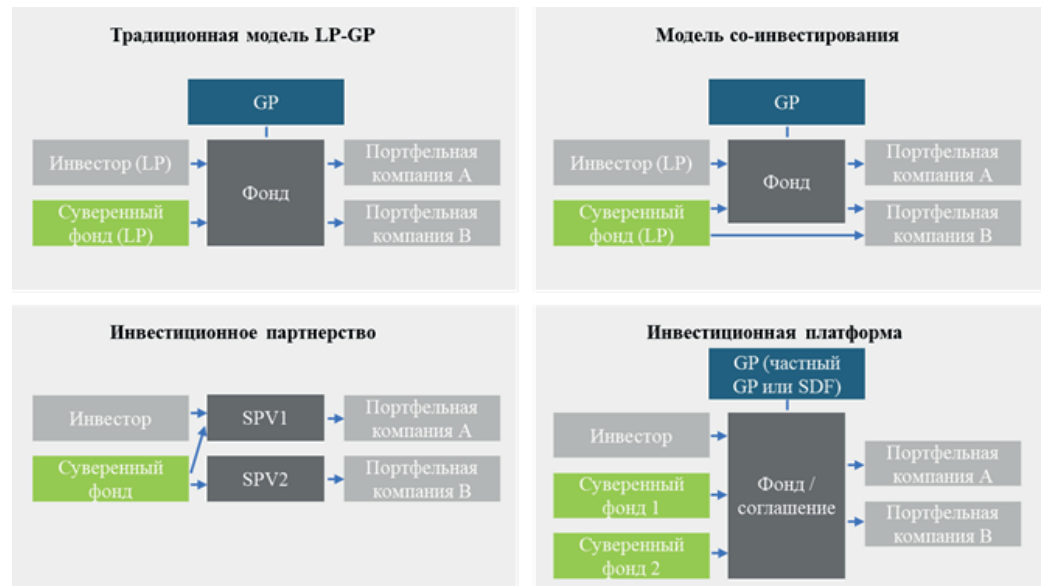 Традиционная модель LP-GP
GP
Инвестор (LP)
Суверенный
фонд (LP)
Фонд
Портфельная
компания A
Портфельная
компания B
Модель со-инвестирования
GP
Инвестор (LP)
Суверенный
фонд (LP)
Фонд
Портфельная
компания A
Портфельная
компания B
Инвестиционное партнерство
Инвестор
Суверенный
фонд
SPV1
SPV2
Портфельная
компания A
Портфельная
компания B
Инвестиционная платформа
GP (частный
GP или SDF)
Инвестор
Суверенный
фонд 1
Суверенный
фонд 2
Фонд /
соглашение
Портфельная
компания A
Портфельная
компания B